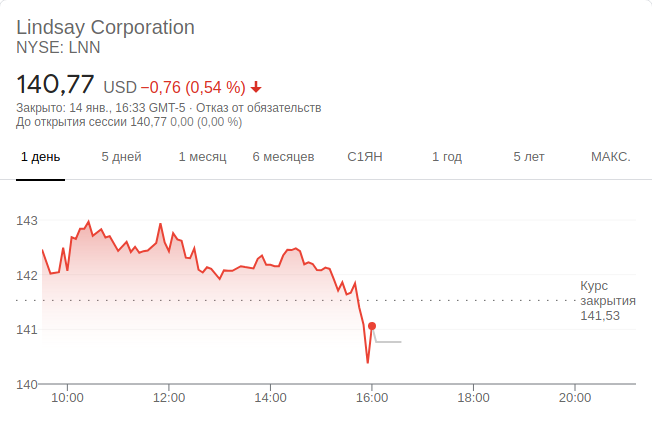 Lindsay Corporation
NYSE: LNN
140,77 USD −0,76 (0,54 %)
Закрыто: 14 янв., 16:33 GMT-5 · Отказ от обязательств
До открытия сессии 140,77 0,00 (0,00 %)
1 день 5 дней 1 месяц 6 месяцев С1ЯН 1 год 5 лет МАКС.
143
142
Курс
закрытия
141,53
141
140
10:00 12:00 14:00 16:00 18:00 20:00